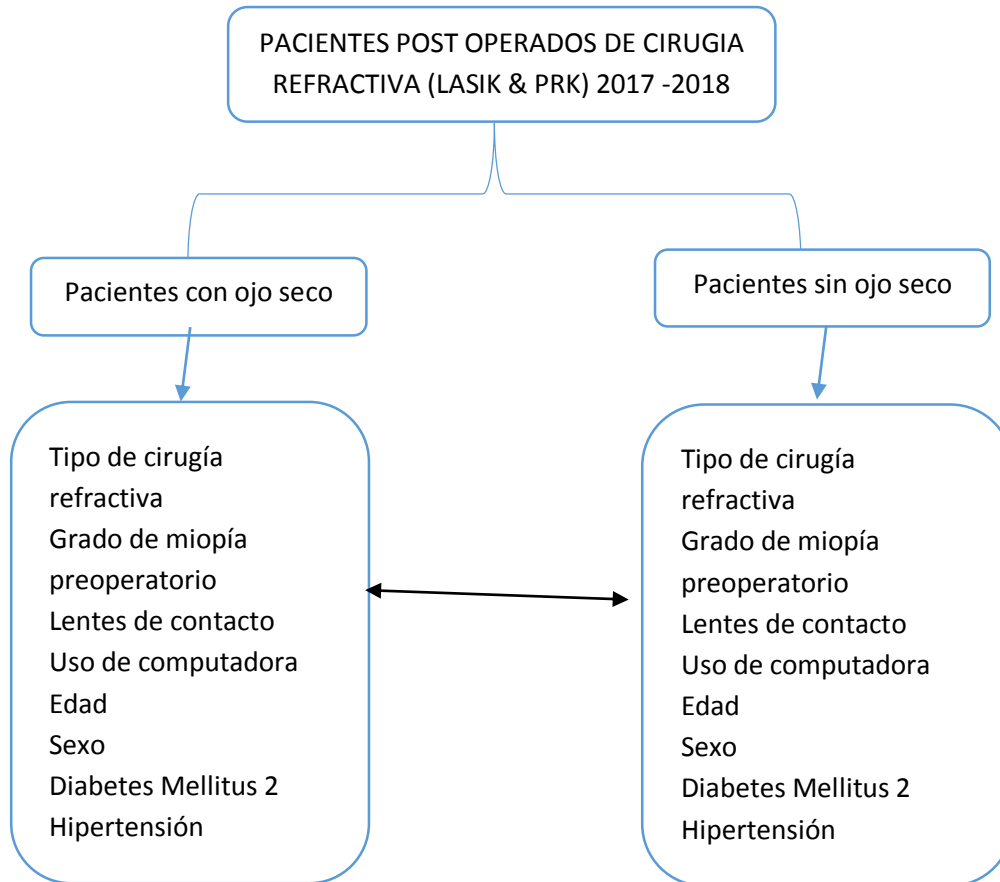 PACIENTES POST OPERADOS DE CIRUGIA
REFRACTIVA (LASIK & PRK) 2017 -2018
Pacientes con ojo seco
Pacientes sin ojo seco
Tipo de cirugía
refractiva
Grado de miopía
preoperatorio
Lentes de contacto
Uso de computadora
Edad
Sexo
Diabetes Mellitus 2
Hipertensión
Tipo de cirugía
refractiva
Grado de miopía
preoperatorio
Lentes de contacto
Uso de computadora
Edad
Sexo
Diabetes Mellitus 2
Hipertensión